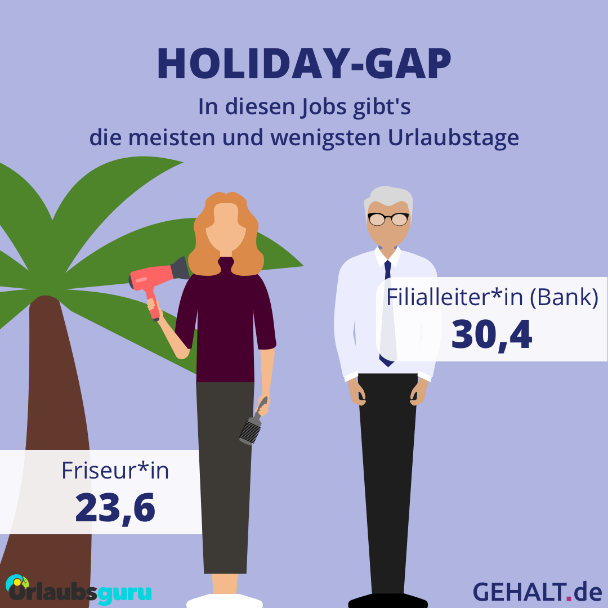 HOLIDAY-GAP
In diesen Jobs gibt's
die meisten und wenigsten Urlaubstage
Filialleiter*in (Bank)
30,4
Friseur*in
23,6
Urlaubsguru
GEHALT.de